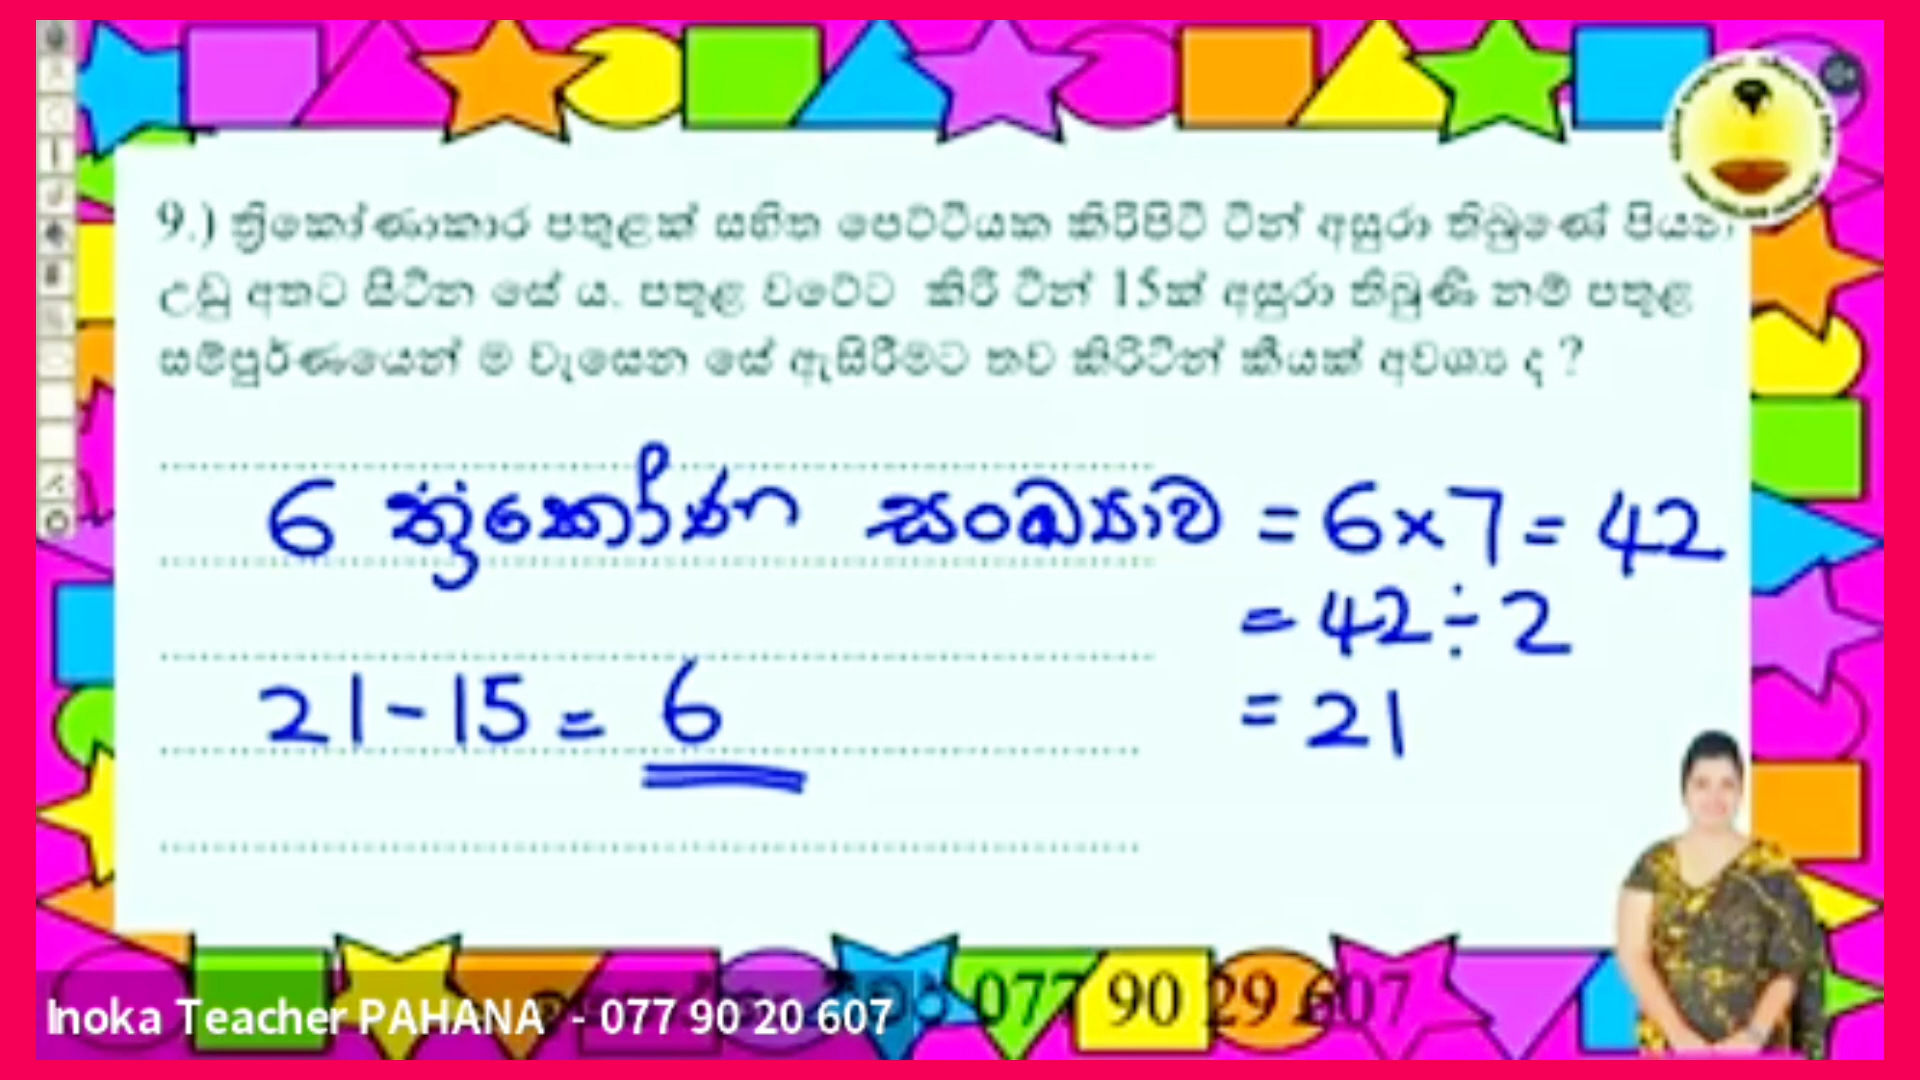 9.) ත්‍රිකෝණාකාර පතුළක් සහිත පෙට්ටියක කිරිපිටි ටින් අසුරා තිබුණේ පියන
උඩු අතට සිටින සේ ය. පතුළ වටේට කිරි ටින් 15ක් අසුරා තිබුණි නම් පතුළ
සම්පූර්ණයෙන් ම වැසෙන සේ ඇසිරීමට තව කිරිටින් කීයක් අවශ්‍ය ද ?
6 ත්‍රිකෝණ සංඛ්‍යාව = 6×7 = 42
= 42 ÷ 2
21 - 15 = 6
= 21
077 90 29 607
Inoka Teacher PAHANA - 077 90 20 607